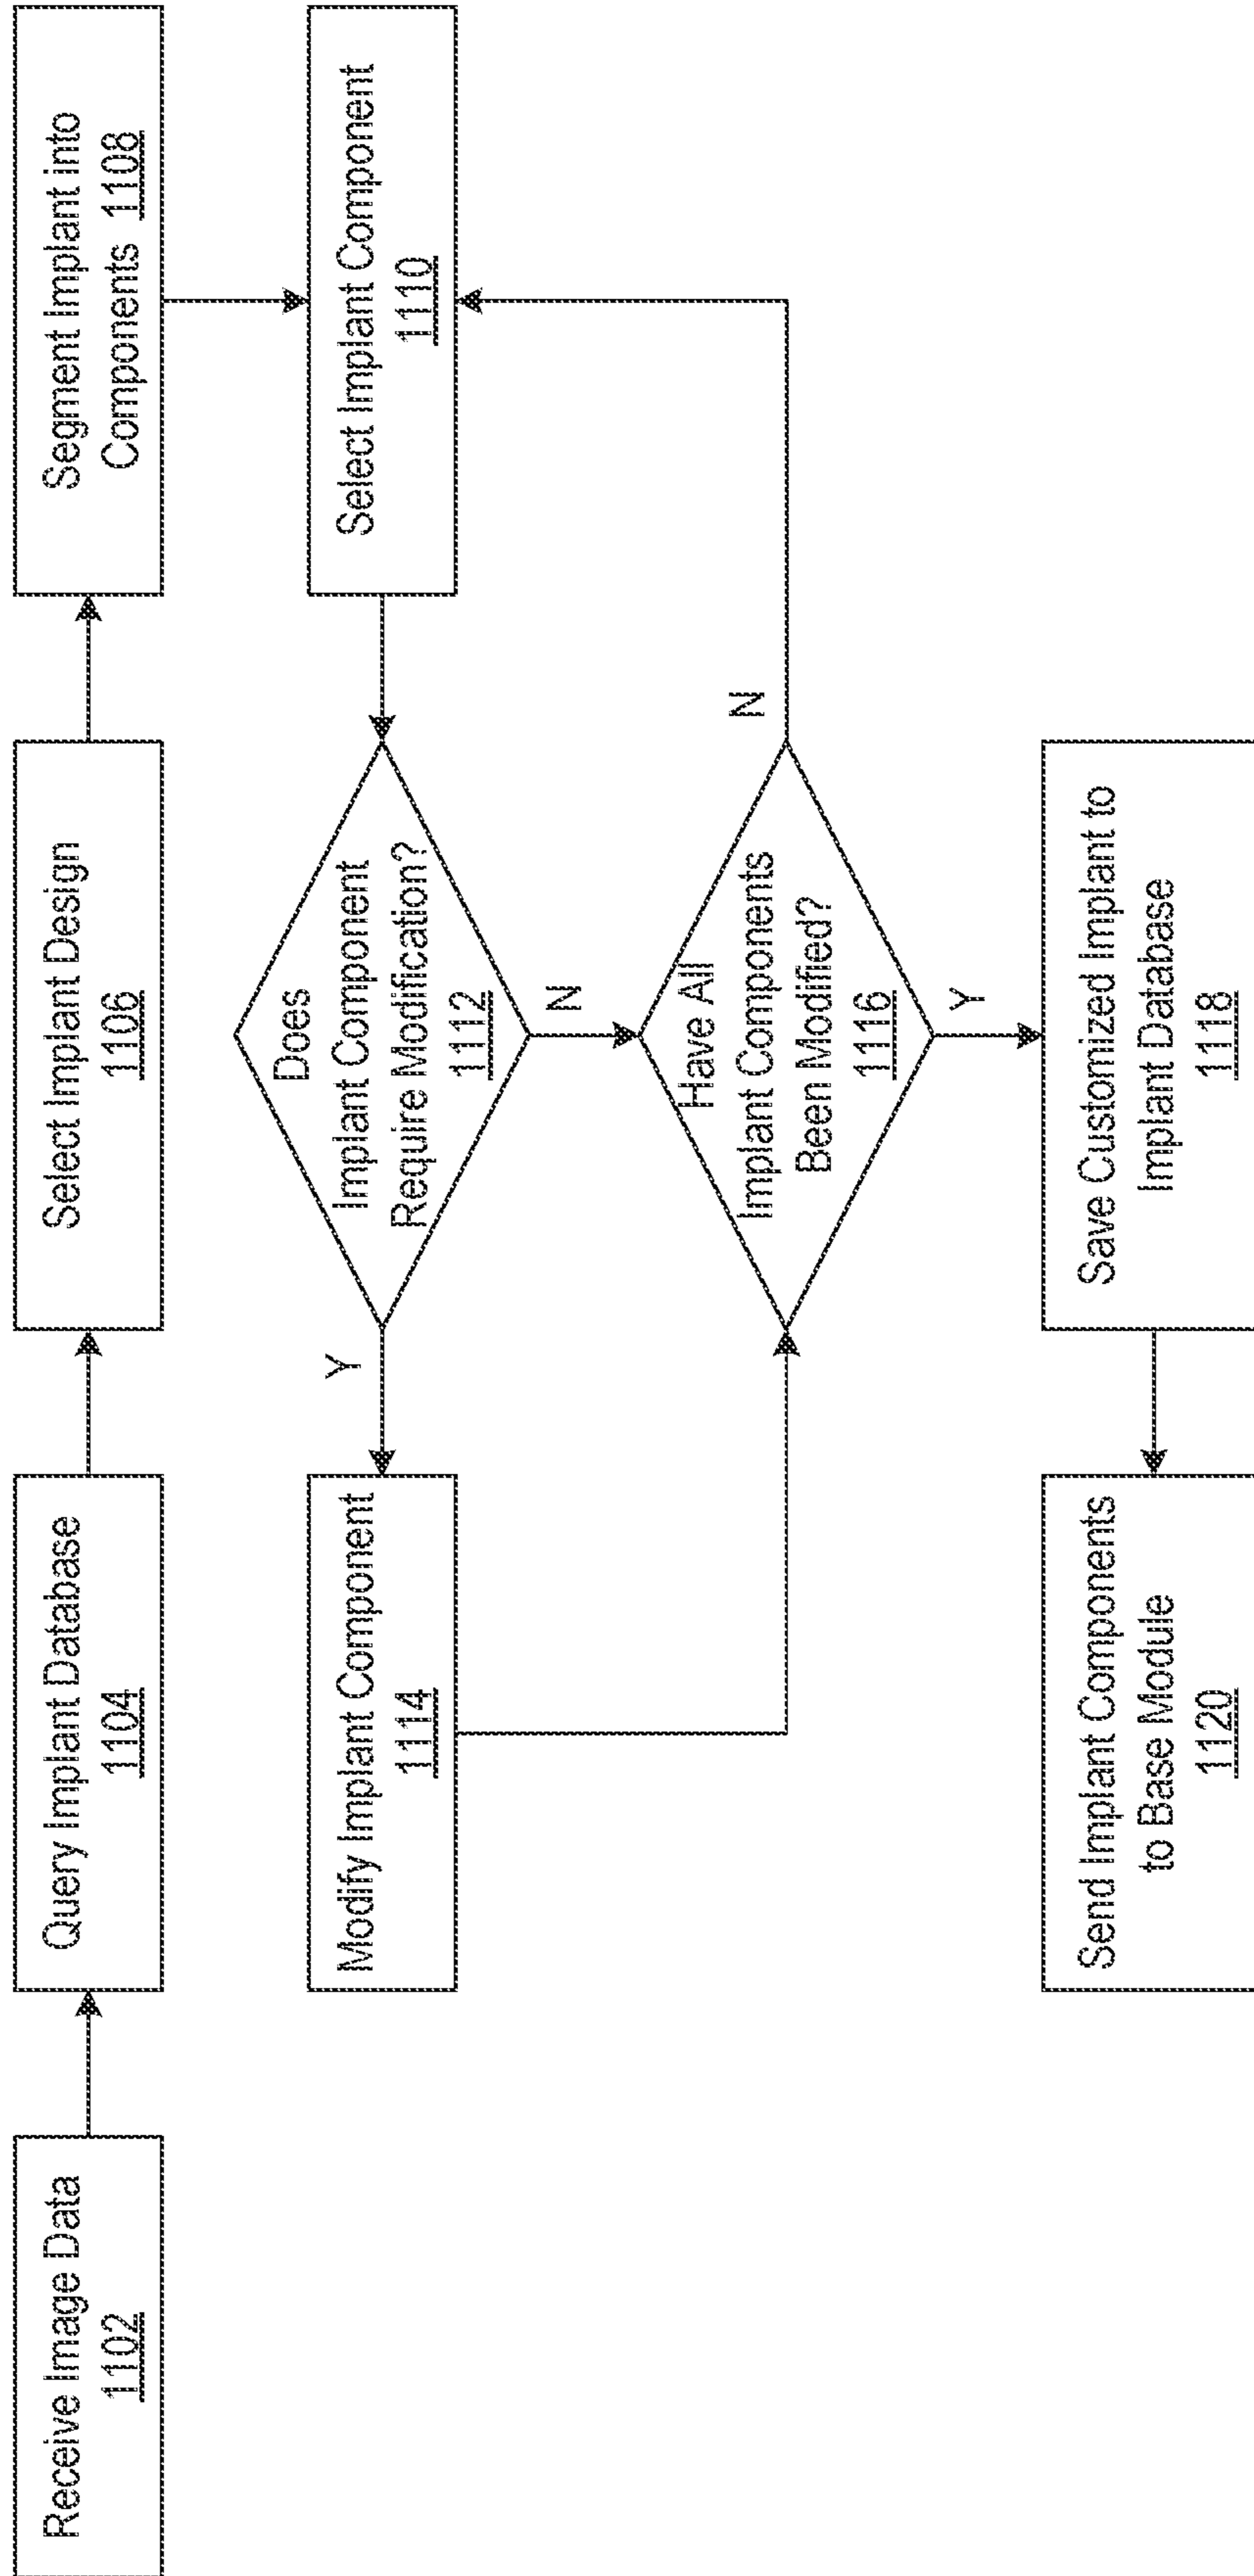 Receive Image Data
1102
Query Implant Database
1104
Select Implant Design
1106
Segment Implant into
Components 1108
Select Implant Component
1110
Does
Implant Component
Require Modification?
1112
Y
N
Modify Implant Component
1114
Have All
Implant Components
Been Modified?
1116
N
Y
Save Customized Implant to
Implant Database
1118
Send Implant Components
to Base Module
1120